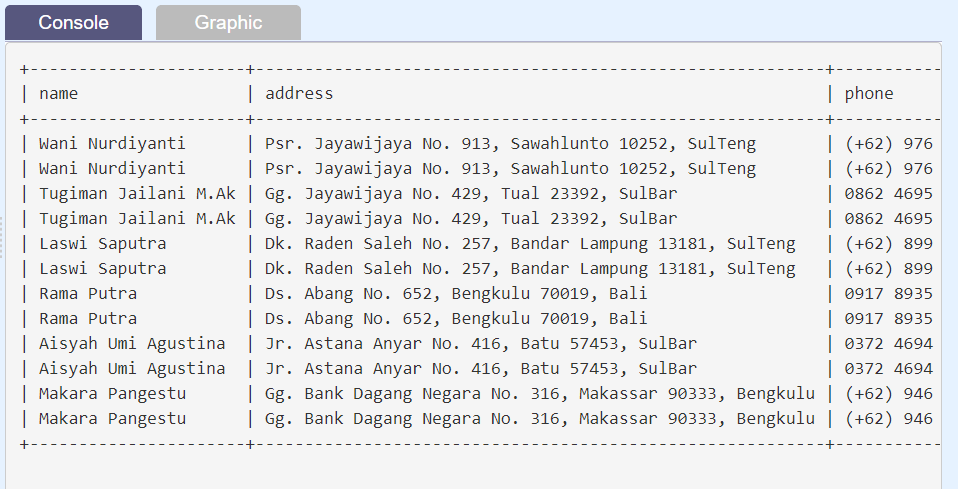 Console Graphic
+----------------------+----------------------------------------------------------+-----------
| name | address | phone
+----------------------+----------------------------------------------------------+-----------
| Wani Nurdiyanti | Psr. Jayawijaya No. 913, Sawahlunto 10252, SulTeng | (+62) 976
| Wani Nurdiyanti | Psr. Jayawijaya No. 913, Sawahlunto 10252, SulTeng | (+62) 976
| Tugiman Jailani M.Ak | Gg. Jayawijaya No. 429, Tual 23392, SulBar | 0862 4695
| Tugiman Jailani M.Ak | Gg. Jayawijaya No. 429, Tual 23392, SulBar | 0862 4695
| Laswi Saputra | Dk. Raden Saleh No. 257, Bandar Lampung 13181, SulTeng | (+62) 899
| Laswi Saputra | Dk. Raden Saleh No. 257, Bandar Lampung 13181, SulTeng | (+62) 899
| Rama Putra | Ds. Abang No. 652, Bengkulu 70019, Bali | 0917 8935
| Rama Putra | Ds. Abang No. 652, Bengkulu 70019, Bali | 0917 8935
| Aisyah Umi Agustina | Jr. Astana Anyar No. 416, Batu 57453, SulBar | 0372 4694
| Aisyah Umi Agustina | Jr. Astana Anyar No. 416, Batu 57453, SulBar | 0372 4694
| Makara Pangestu | Gg. Bank Dagang Negara No. 316, Makassar 90333, Bengkulu | (+62) 946
| Makara Pangestu | Gg. Bank Dagang Negara No. 316, Makassar 90333, Bengkulu | (+62) 946
+----------------------+----------------------------------------------------------+-----------